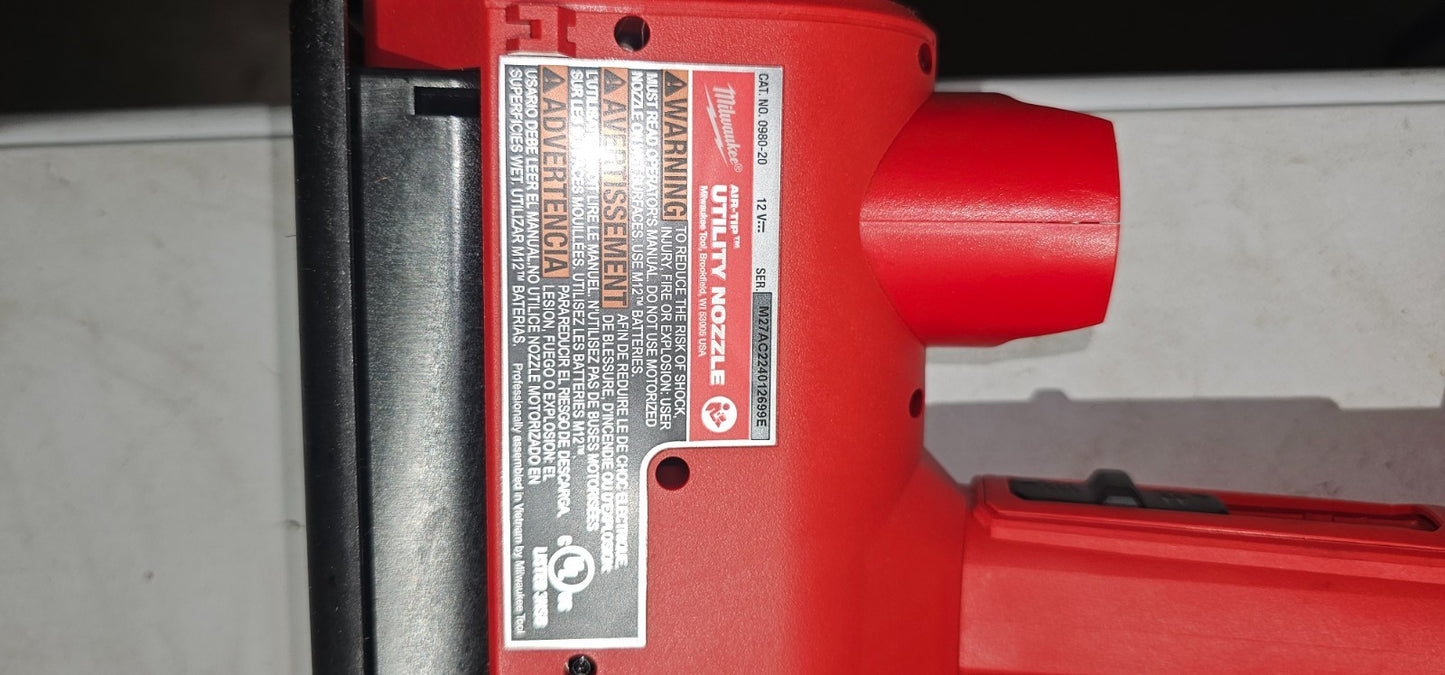 CAT. NO. 0980-20 12 V⎓ SER. M27AC224012699E
Milwaukee®
AIR-TIP™
UTILITY NOZZLE
Milwaukee Tool, Brookfield, WI 53005 USA
⚠ WARNING TO REDUCE THE RISK OF SHOCK,
INJURY, FIRE OR EXPLOSION: USER
MUST READ OPERATOR'S MANUAL. DO NOT USE MOTORIZED
NOZZLE ON WET SURFACES. USE M12™ BATTERIES.
⚠ AVERTISSEMENT AFIN DE REDUIRE LE DE CHOC ELECTRIQUE,
DE BLESSURE, D'INCENDIE OU D'EXPLOSION:
LIRE LE MANUEL. N'UTILISEZ PAS DE BUSES MOTORISEES
SUR LES SURFACES MOUILLÉES. UTILISEZ LES BATTERIES M12™
⚠ ADVERTENCIA PARA REDUCIR EL RIESGO DE DESCARGA
LESION, FUEGO O EXPLOSION: EL
USARIO DEBE LEER EL MANUAL. NO UTILICE NOZZLE MOTORIZADO EN
SUPERFICIES WET. UTILIZAR M12™ BATERIAS.
C UL US
LISTED
Professionally assembled in Vietnam by Milwaukee Tool